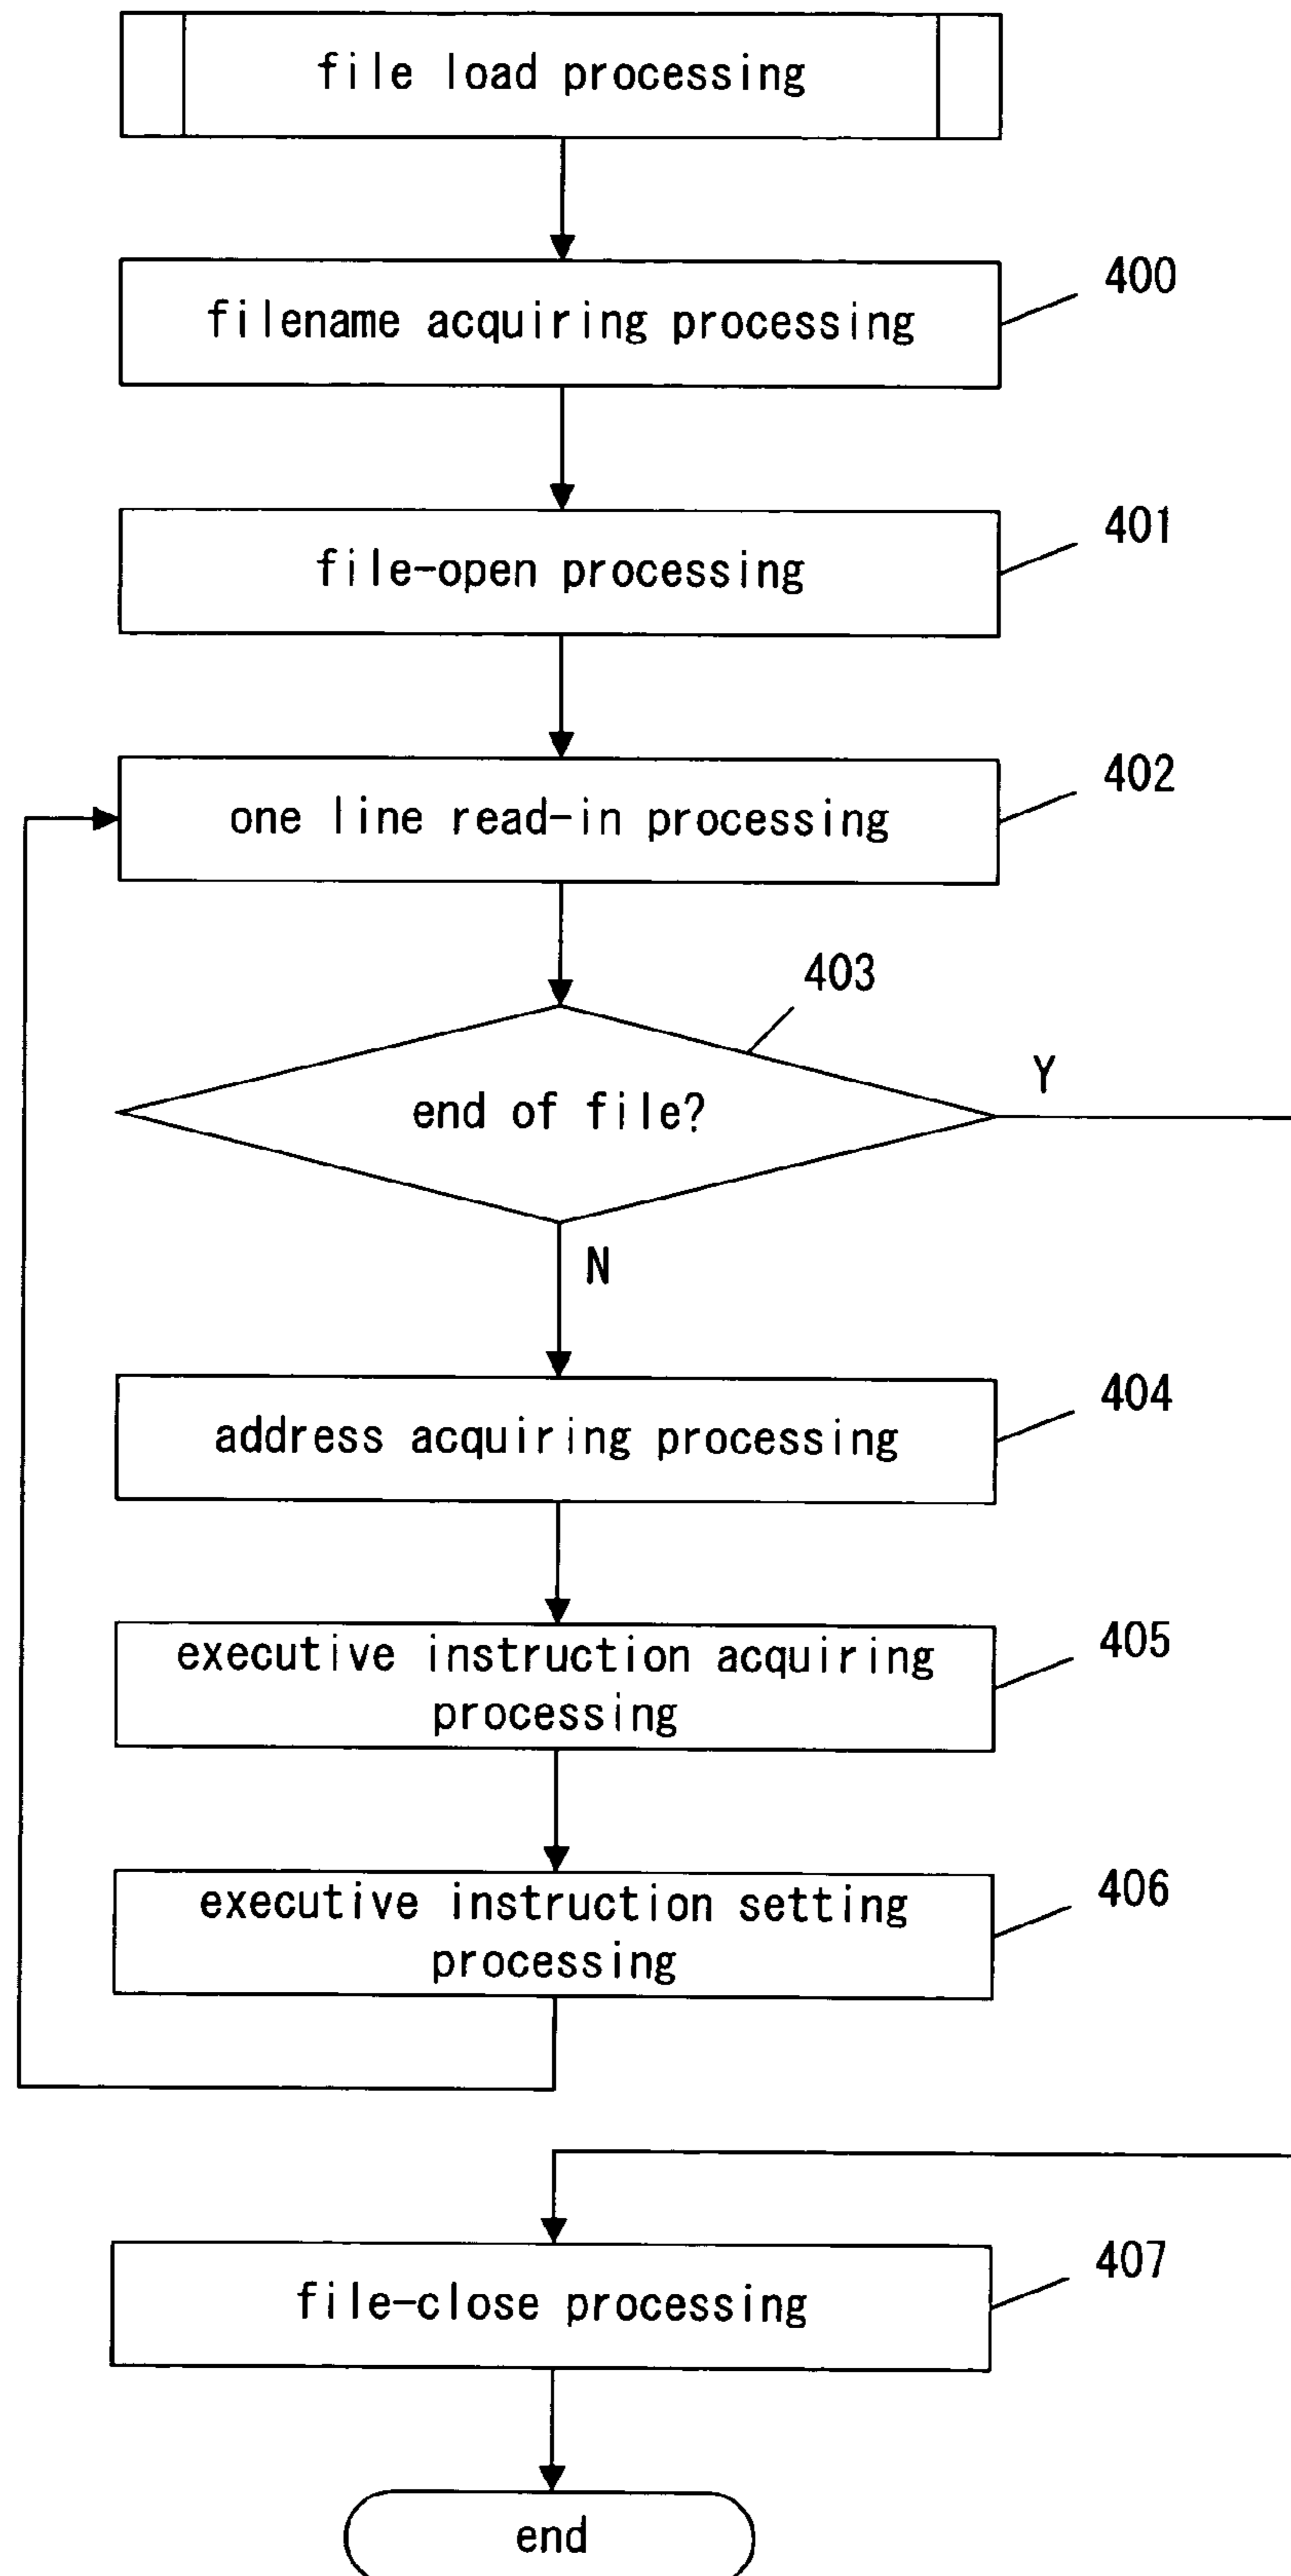 file load processing
400
filename acquiring processing
401
file-open processing
402
one line read-in processing
403
end of file?
Y
N
404
address acquiring processing
405
executive instruction acquiring
processing
406
executive instruction setting
processing
407
file-close processing
end